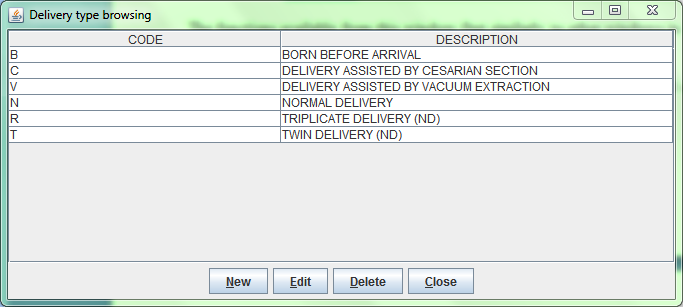 Delivery type browsing
CODE DESCRIPTION
B BORN BEFORE ARRIVAL
C DELIVERY ASSISTED BY CESARIAN SECTION
V DELIVERY ASSISTED BY VACUUM EXTRACTION
N NORMAL DELIVERY
R TRIPLICATE DELIVERY (ND)
T TWIN DELIVERY (ND)
New Edit Delete Close